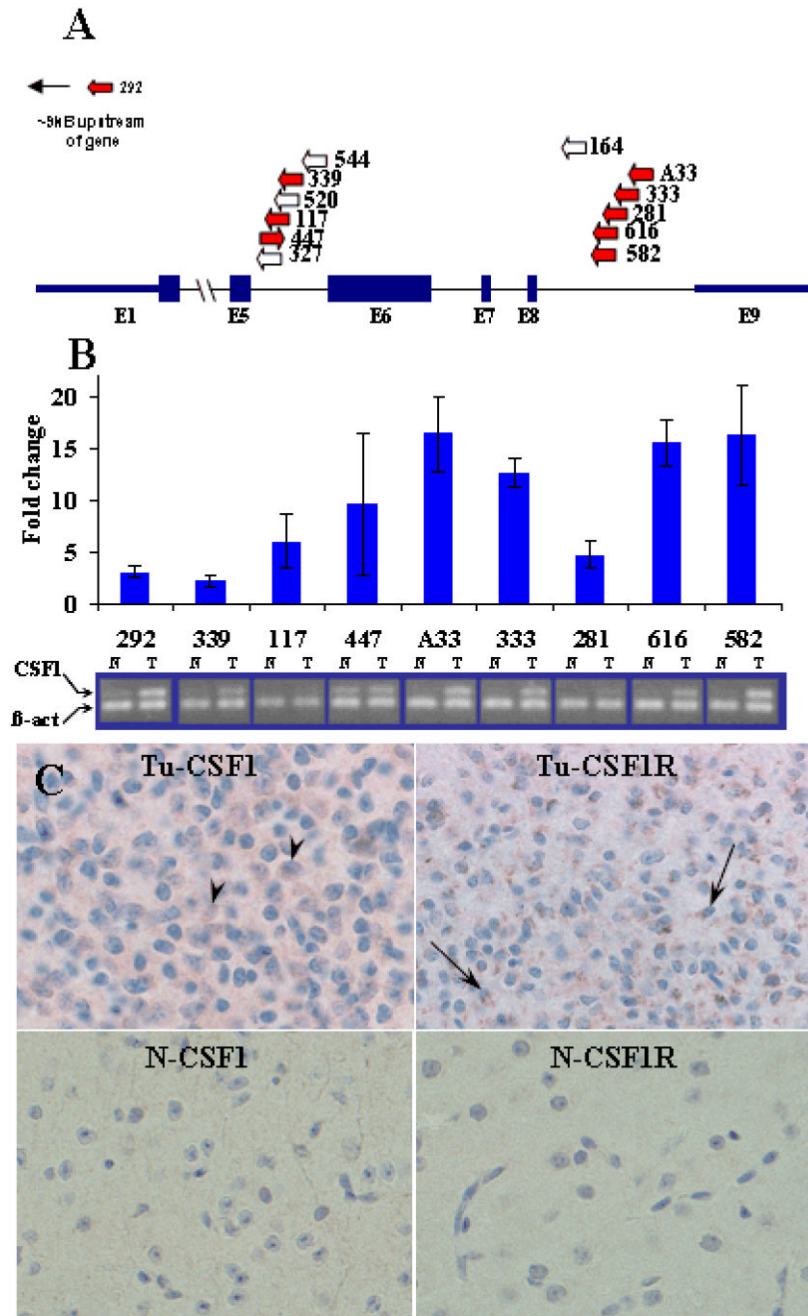 A
292
~9kB upstream
of gene
544
339
520
117
447
327
164
A33
333
281
616
582
E1 E5 E6 E7 E8 E9
B
Fold change
20
15
10
5
0
292 339 117 447 A33 333 281 616 582
N T N T N T N T N T N T N T N T N T
CSF1
β-act
C
Tu-CSF1 Tu-CSF1R
N-CSF1 N-CSF1R